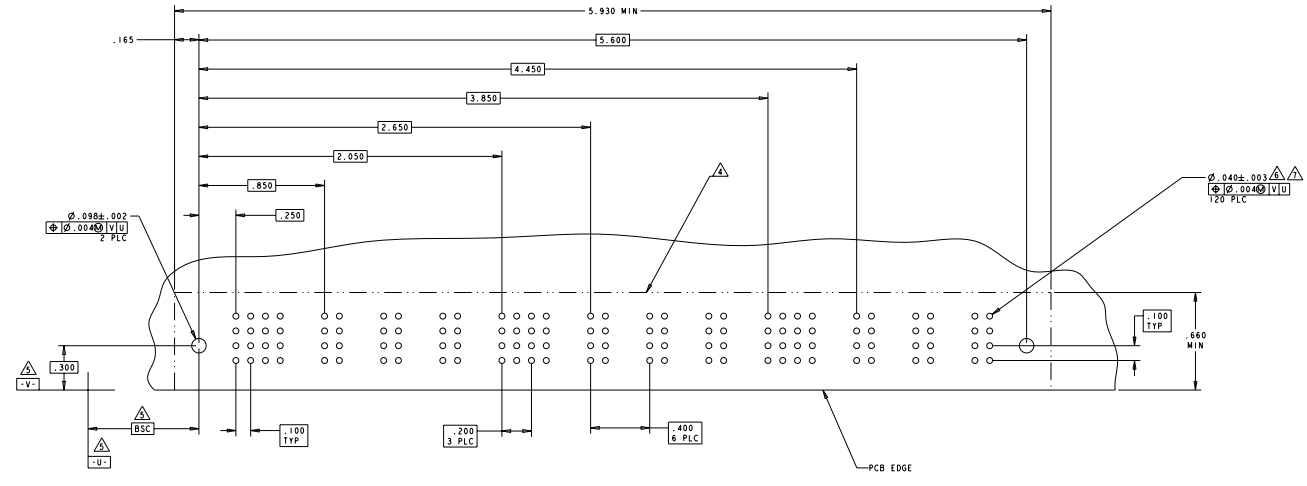 5.930 MIN
.165
5.600
4.450
3.850
2.650
2.050
4
.850
Ø.040±.003 6 7
⌖ Ø.004Ⓜ V U
120 PLC
.250
Ø.098±.002
⌖ Ø.004Ⓜ V U
2 PLC
.100
TYP
.660
MIN
.300
5
-V-
5
BSC
5
-U-
.100
TYP
.200
3 PLC
.400
6 PLC
PCB EDGE